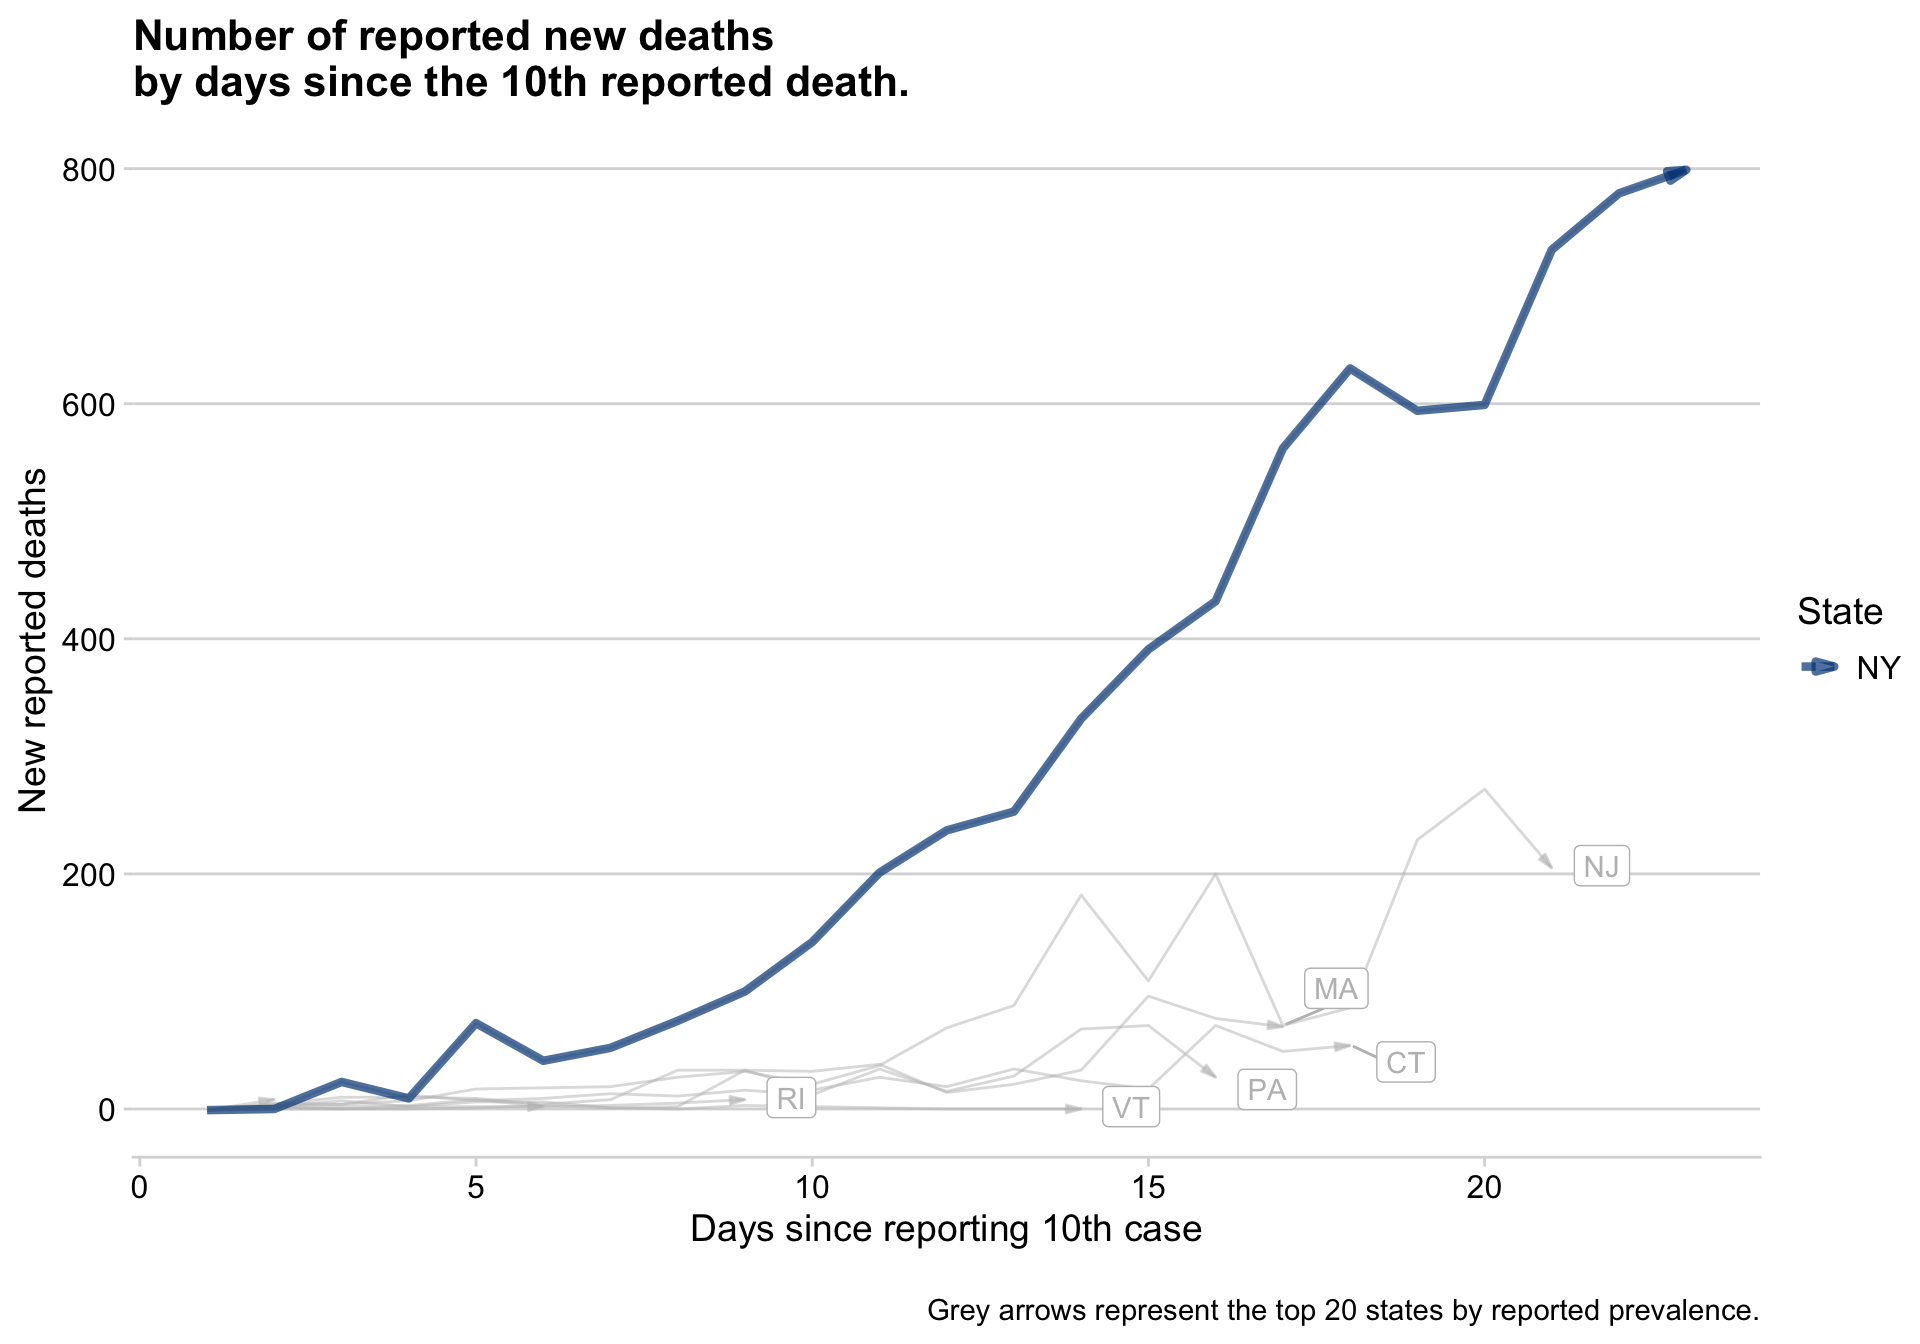 Number of reported new deaths
by days since the 10th reported death.
800
600
400
200
0
New reported deaths
NJ
MA
CT
PA
RI
VT
State
NY
0 5 10 15 20
Days since reporting 10th case
Grey arrows represent the top 20 states by reported prevalence.